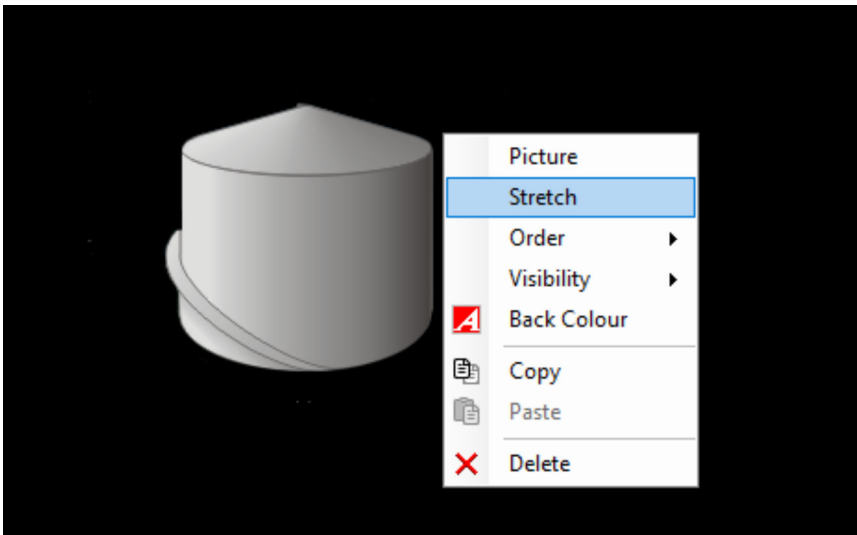 Picture
Stretch
Order
Visibility
Back Colour
Copy
Paste
Delete